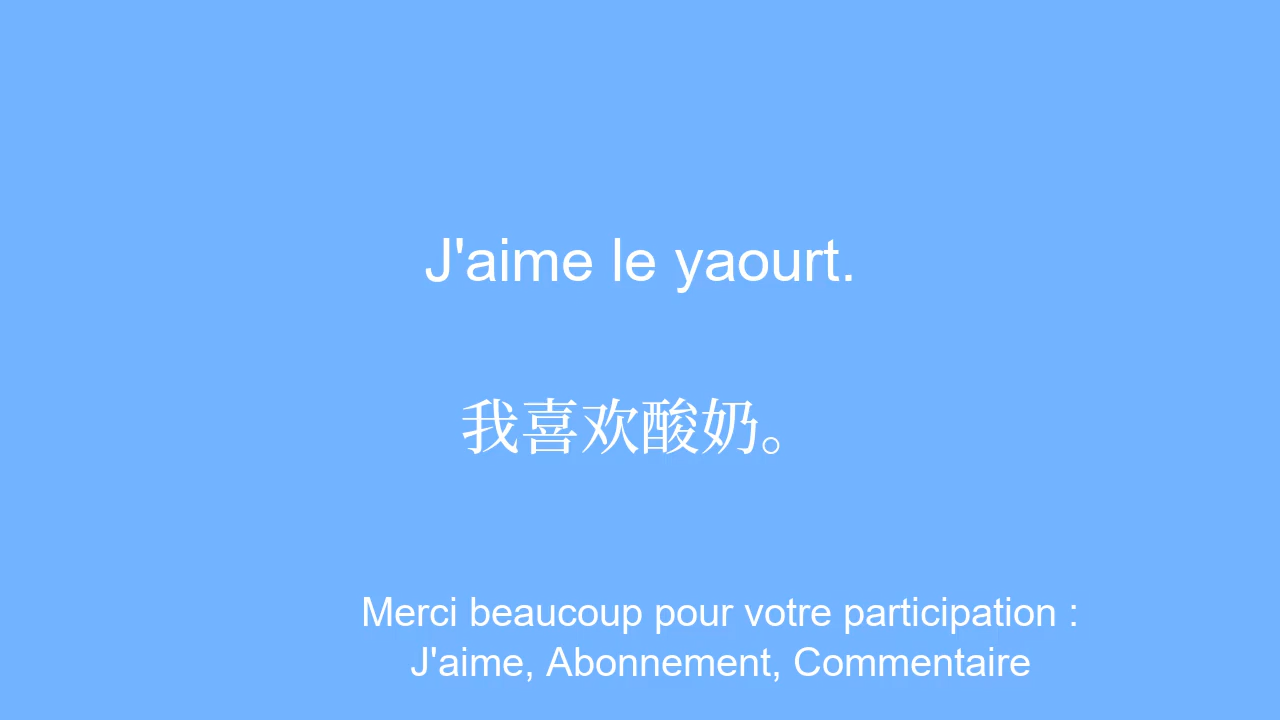 J'aime le yaourt.
我喜欢酸奶。
Merci beaucoup pour votre participation :
J'aime, Abonnement, Commentaire